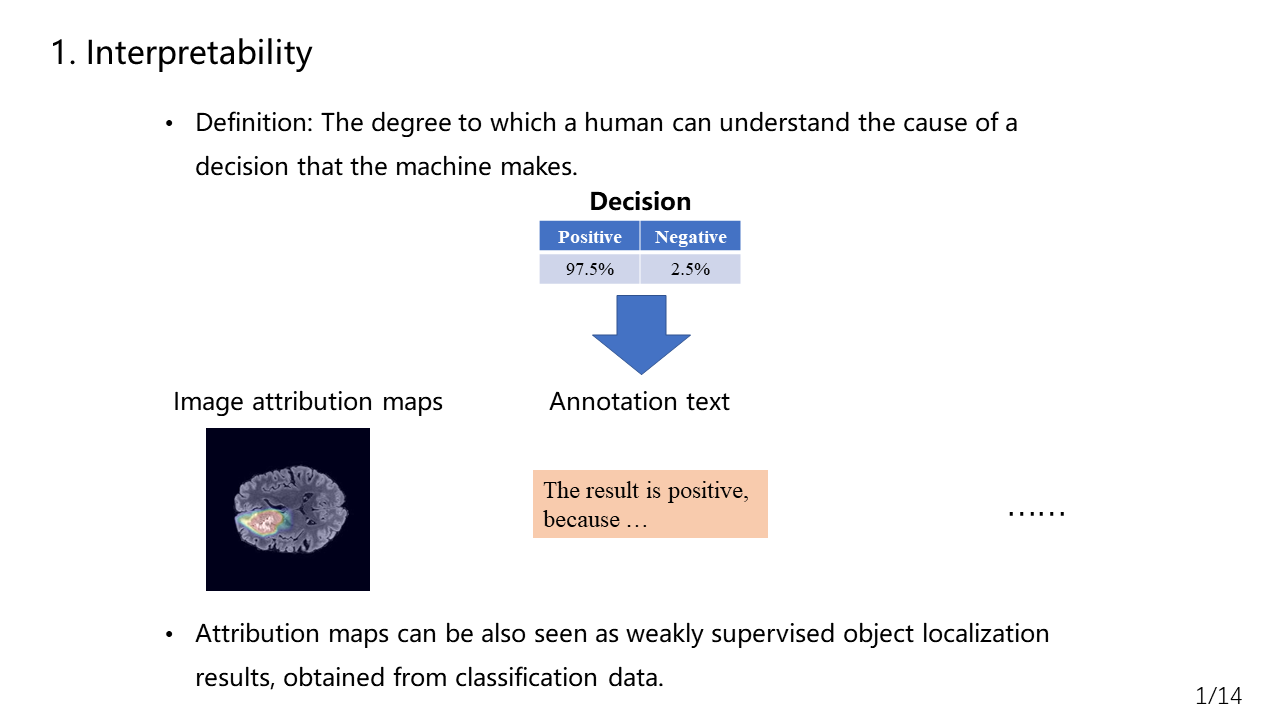 1. Interpretability
• Definition: The degree to which a human can understand the cause of a
decision that the machine makes.
Decision
Positive Negative
97.5% 2.5%
Image attribution maps
Annotation text
The result is positive,
because …
……
• Attribution maps can be also seen as weakly supervised object localization
results, obtained from classification data.
1/14